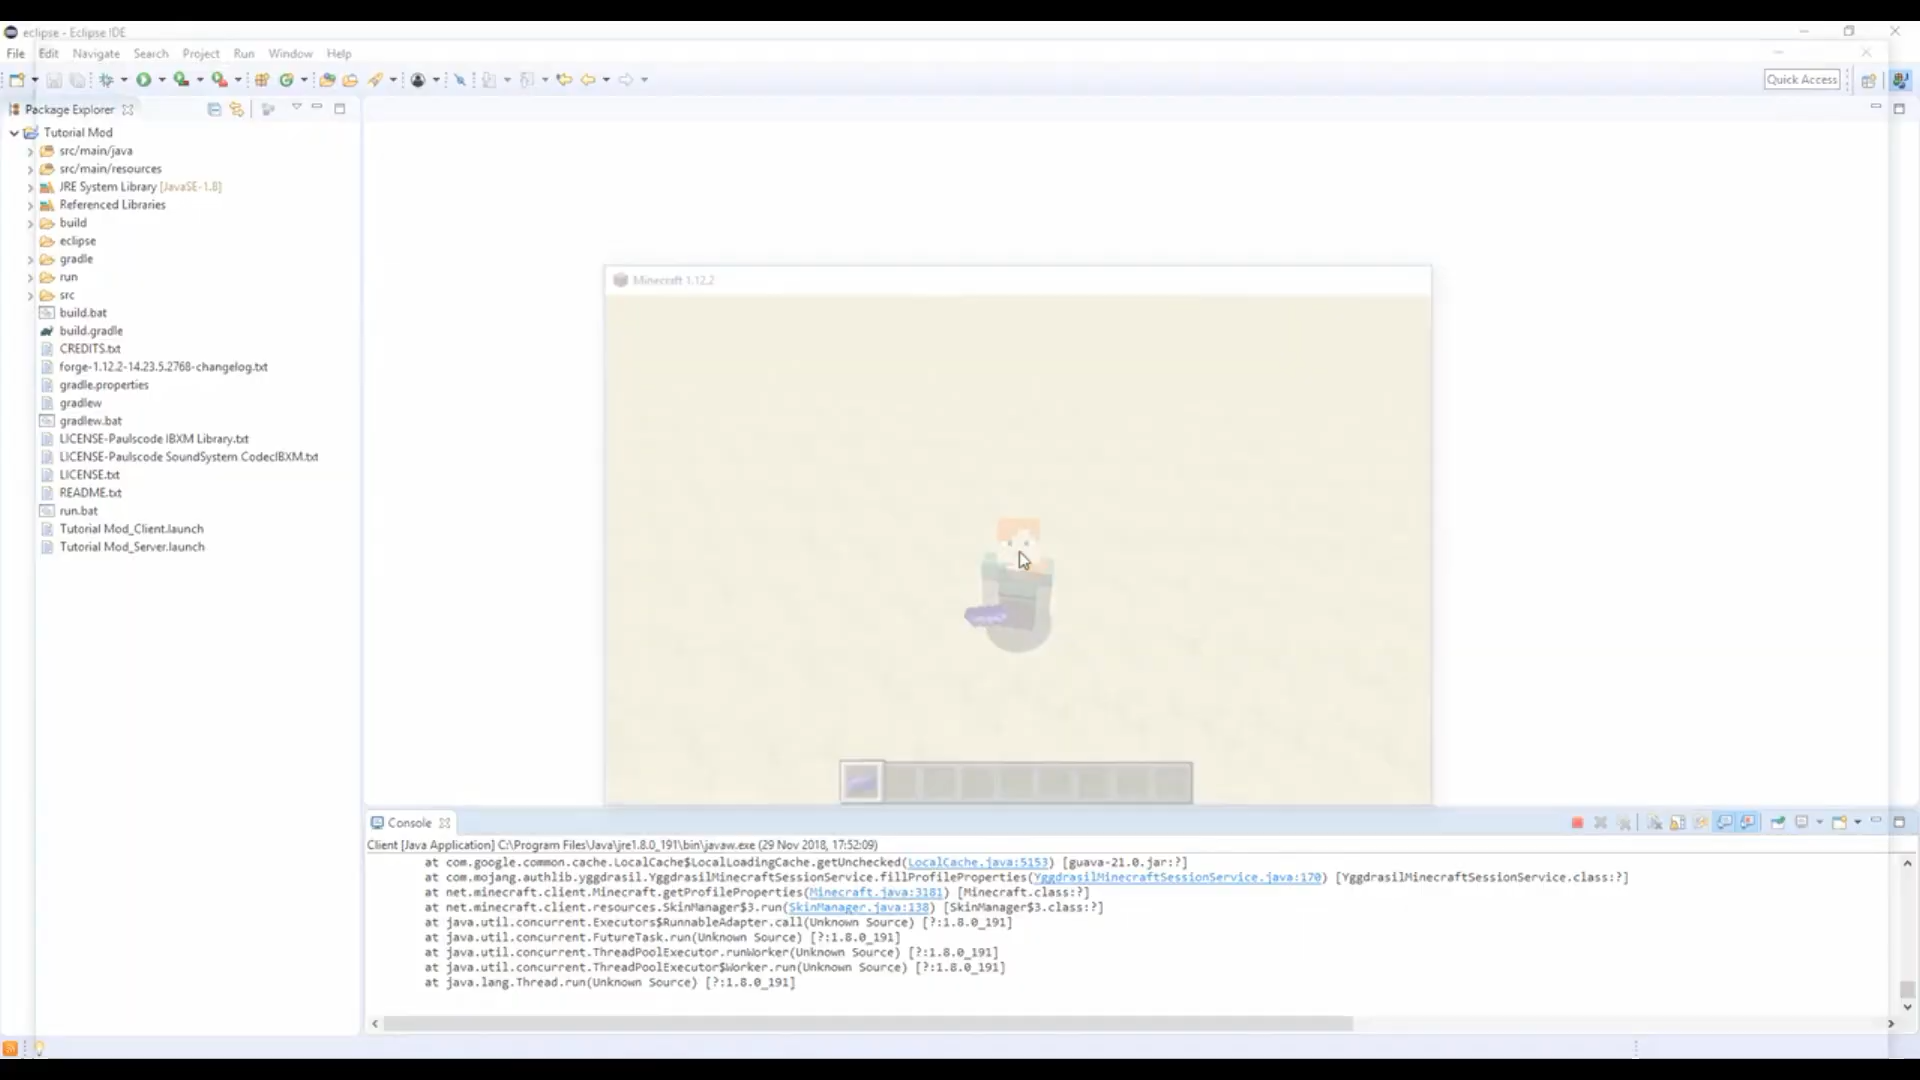 eclipse - Eclipse IDE
File Edit Navigate Search Project Run Window Help
Quick Access
Package Explorer
Tutorial Mod
src/main/java
src/main/resources
JRE System Library [JavaSE-1.8]
Referenced Libraries
build
eclipse
gradle
run
src
build.bat
build.gradle
CREDITS.txt
forge-1.12.2-14.23.5.2768-changelog.txt
gradle.properties
gradlew
gradlew.bat
LICENSE-Paulscode IBXM Library.txt
LICENSE-Paulscode SoundSystem CodecIBXM.txt
LICENSE.txt
README.txt
run.bat
Tutorial Mod_Client.launch
Tutorial Mod_Server.launch
Minecraft 1.12.2
Console
Client [Java Application] C:\Program Files\Java\jre1.8.0_191\bin\javaw.exe (29 Nov 2018, 17:52:09)
at com.google.common.cache.LocalCache$LocalLoadingCache.getUnchecked(LocalCache.java:5153) [guava-21.0.jar:?]
at com.mojang.authlib.yggdrasil.YggdrasilMinecraftSessionService.fillProfileProperties(YggdrasilMinecraftSessionService.java:170) [YggdrasilMinecraftSessionService.class:?]
at net.minecraft.client.Minecraft.getProfileProperties(Minecraft.java:3181) [Minecraft.class:?]
at net.minecraft.client.resources.SkinManager$3.run(SkinManager.java:138) [SkinManager$3.class:?]
at java.util.concurrent.Executors$RunnableAdapter.call(Unknown Source) [?:1.8.0_191]
at java.util.concurrent.FutureTask.run(Unknown Source) [?:1.8.0_191]
at java.util.concurrent.ThreadPoolExecutor.runWorker(Unknown Source) [?:1.8.0_191]
at java.util.concurrent.ThreadPoolExecutor$Worker.run(Unknown Source) [?:1.8.0_191]
at java.lang.Thread.run(Unknown Source) [?:1.8.0_191]